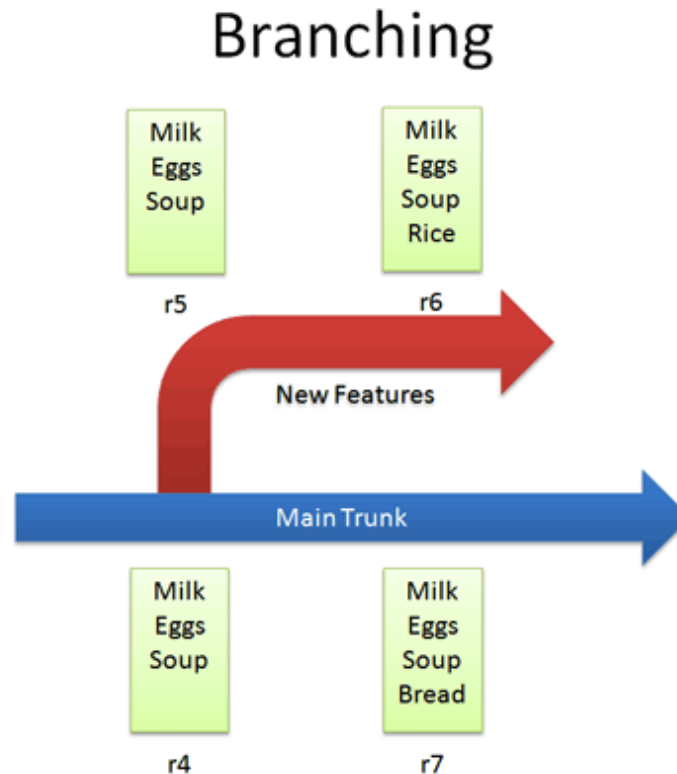 Branching
Milk
Eggs
Soup
r5
Milk
Eggs
Soup
Rice
r6
New Features
Main Trunk
Milk
Eggs
Soup
r4
Milk
Eggs
Soup
Bread
r7